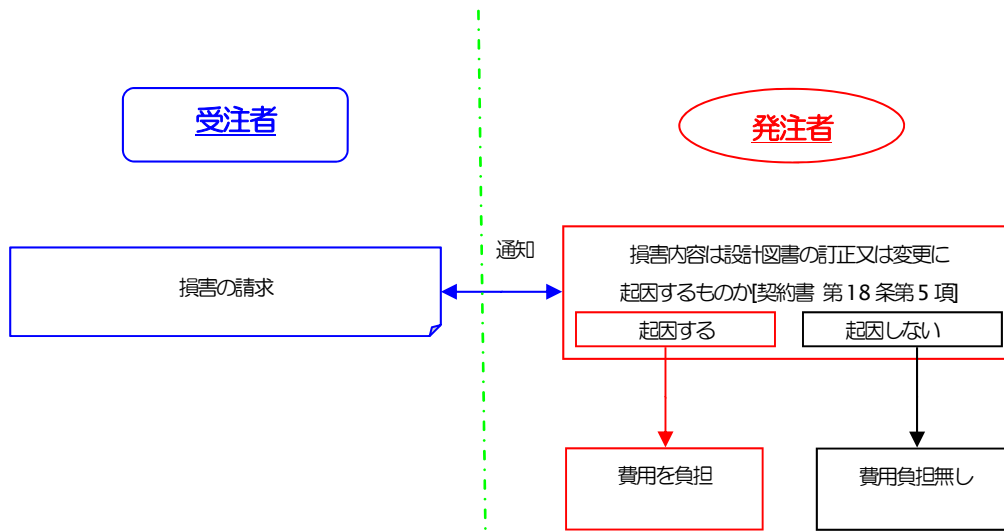 受注者
発注者
通知
損害の請求
損害内容は設計図書の訂正又は変更に
起因するものか[契約書 第18条第5項]
起因する
起因しない
費用を負担
費用負担無し